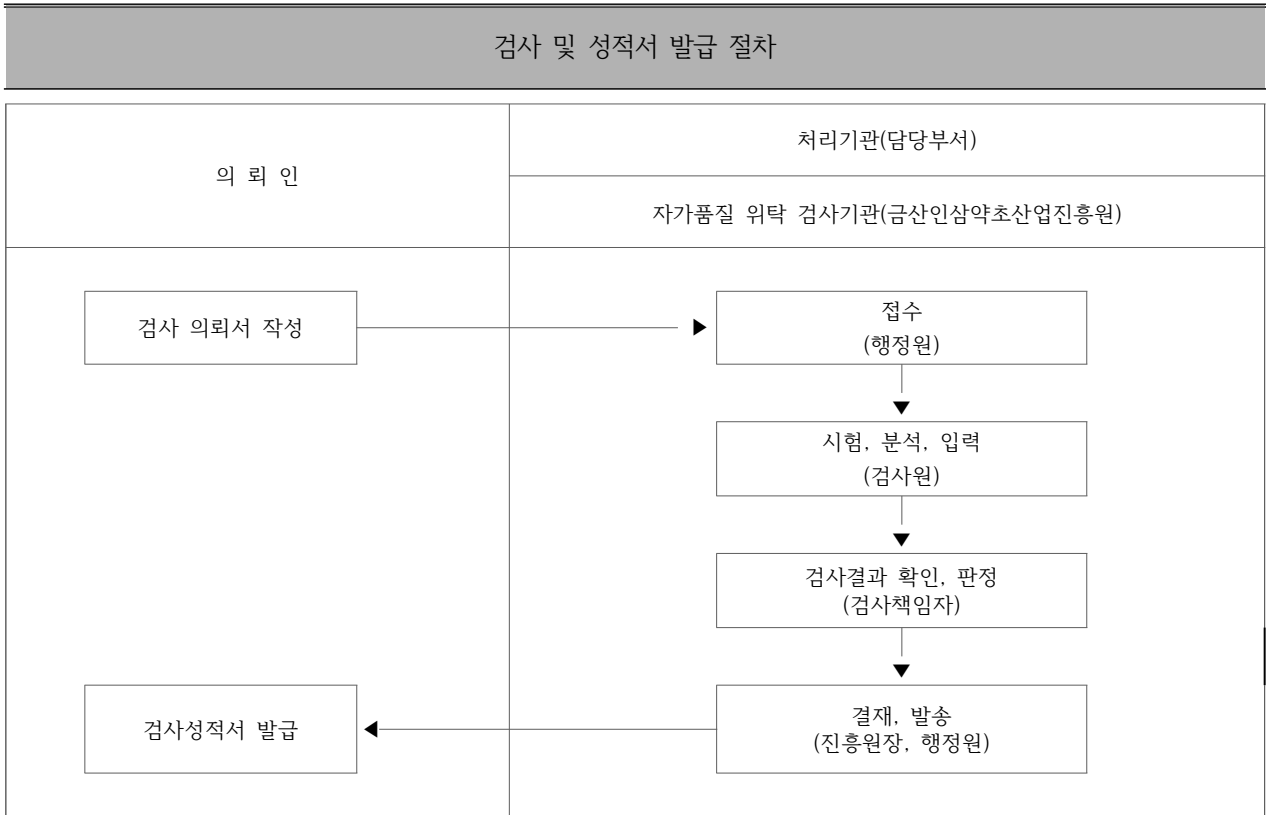 검사 및 성적서 발급 절차
의 뢰 인
처리기관(담당부서)
자가품질 위탁 검사기관(금산인삼약초산업진흥원)
검사 의뢰서 작성
접수
(행정원)
시험, 분석, 입력
(검사원)
검사결과 확인, 판정
(검사책임자)
검사성적서 발급
결재, 발송
(진흥원장, 행정원)